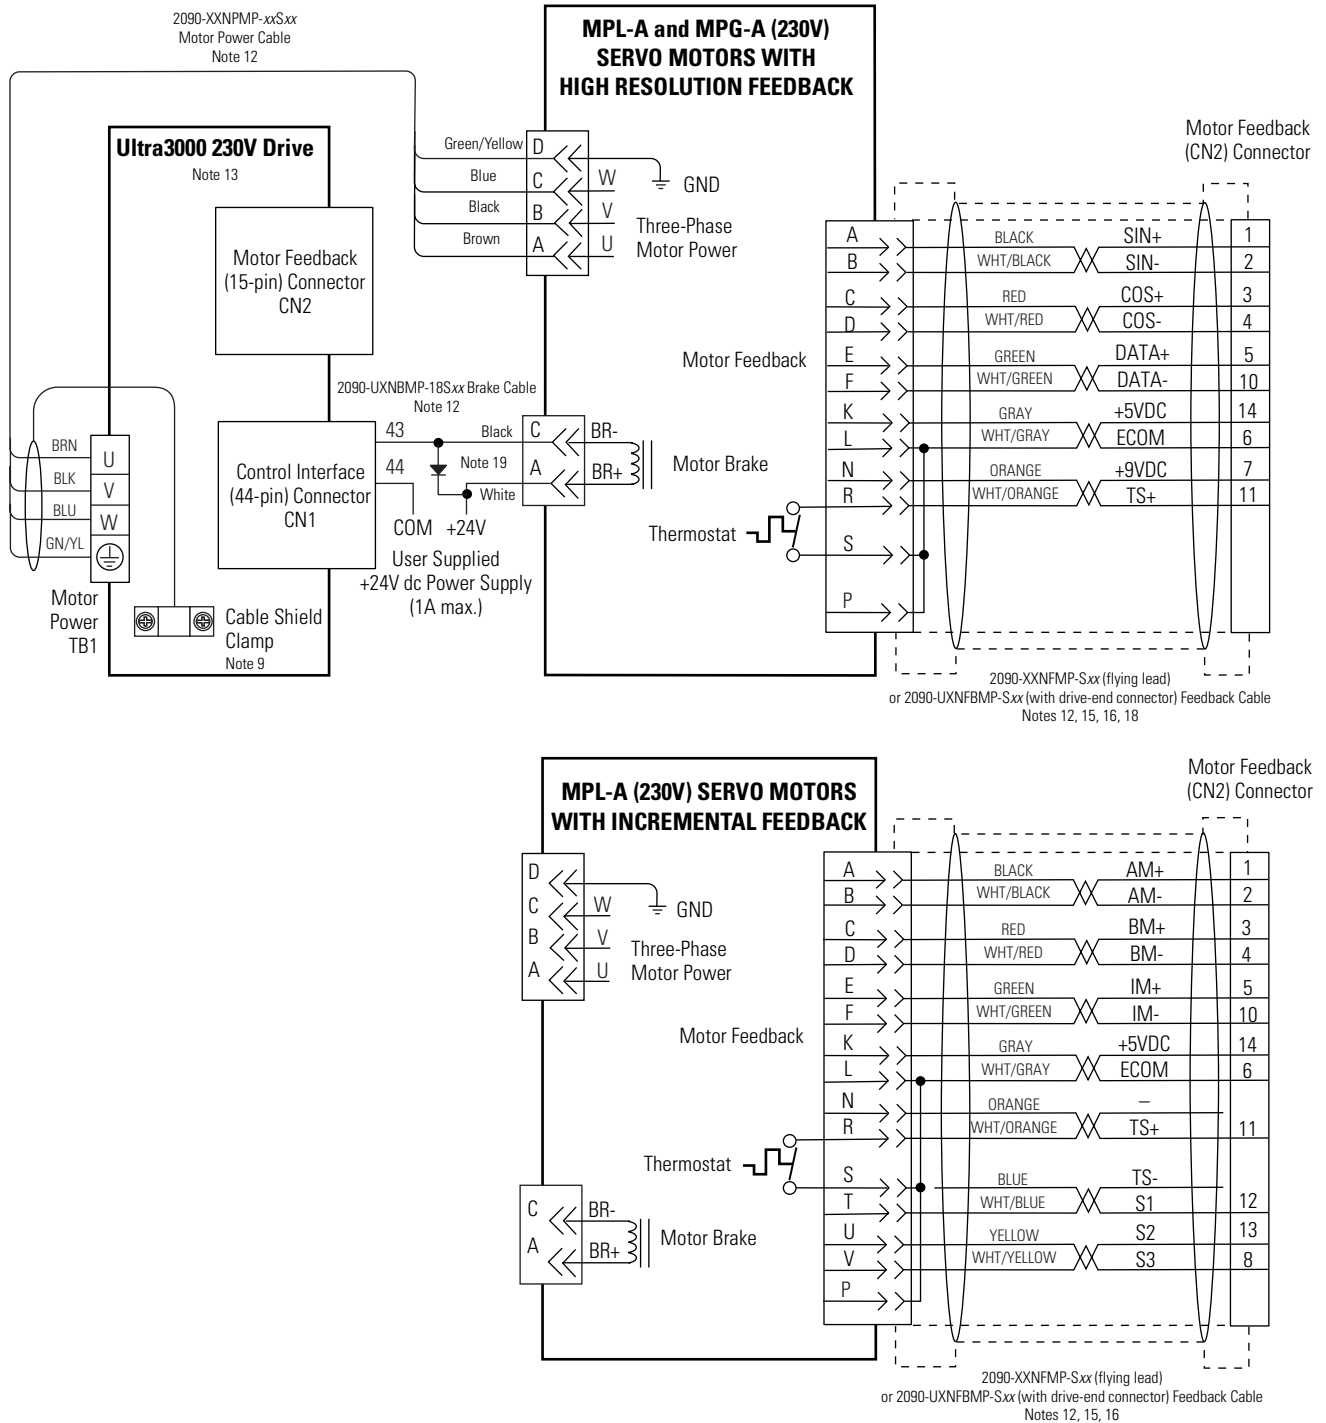 2090-XXNPMP-xxSxx
Motor Power Cable
Note 12
MPL-A and MPG-A (230V)
SERVO MOTORS WITH
HIGH RESOLUTION FEEDBACK
Motor Feedback
(CN2) Connector
Ultra3000 230V Drive
Note 13
Motor Feedback
(15-pin) Connector
CN2
Green/Yellow D
Blue C W
Black B V
Brown A U
GND
Three-Phase
Motor Power
Motor Feedback
A BLACK SIN+ 1
B WHT/BLACK SIN- 2
C RED COS+ 3
D WHT/RED COS- 4
E GREEN DATA+ 5
F WHT/GREEN DATA- 10
K GRAY +5VDC 14
L WHT/GRAY ECOM 6
N ORANGE +9VDC 7
R WHT/ORANGE TS+ 11
S
P
2090-UXNBMP-18Sxx Brake Cable
Note 12
Control Interface
(44-pin) Connector
CN1
43 Black C BR-
44 Note 19 A BR+
White
Motor Brake
COM +24V
User Supplied
+24V dc Power Supply
(1A max.)
Thermostat
BRN U
BLK V
BLU W
GN/YL
Motor
Power
TB1
Cable Shield
Clamp
Note 9
2090-XXNFMP-Sxx (flying lead)
or 2090-UXNFBMP-Sxx (with drive-end connector) Feedback Cable
Notes 12, 15, 16, 18
MPL-A (230V) SERVO MOTORS
WITH INCREMENTAL FEEDBACK
Motor Feedback
(CN2) Connector
D
C W
B V
A U
GND
Three-Phase
Motor Power
Motor Feedback
A BLACK AM+ 1
B WHT/BLACK AM- 2
C RED BM+ 3
D WHT/RED BM- 4
E GREEN IM+ 5
F WHT/GREEN IM- 10
K GRAY +5VDC 14
L WHT/GRAY ECOM 6
N ORANGE –
R WHT/ORANGE TS+ 11
S BLUE TS-
T WHT/BLUE S1 12
U YELLOW S2 13
V WHT/YELLOW S3 8
P
Thermostat
C BR-
A BR+
Motor Brake
2090-XXNFMP-Sxx (flying lead)
or 2090-UXNFBMP-Sxx (with drive-end connector) Feedback Cable
Notes 12, 15, 16